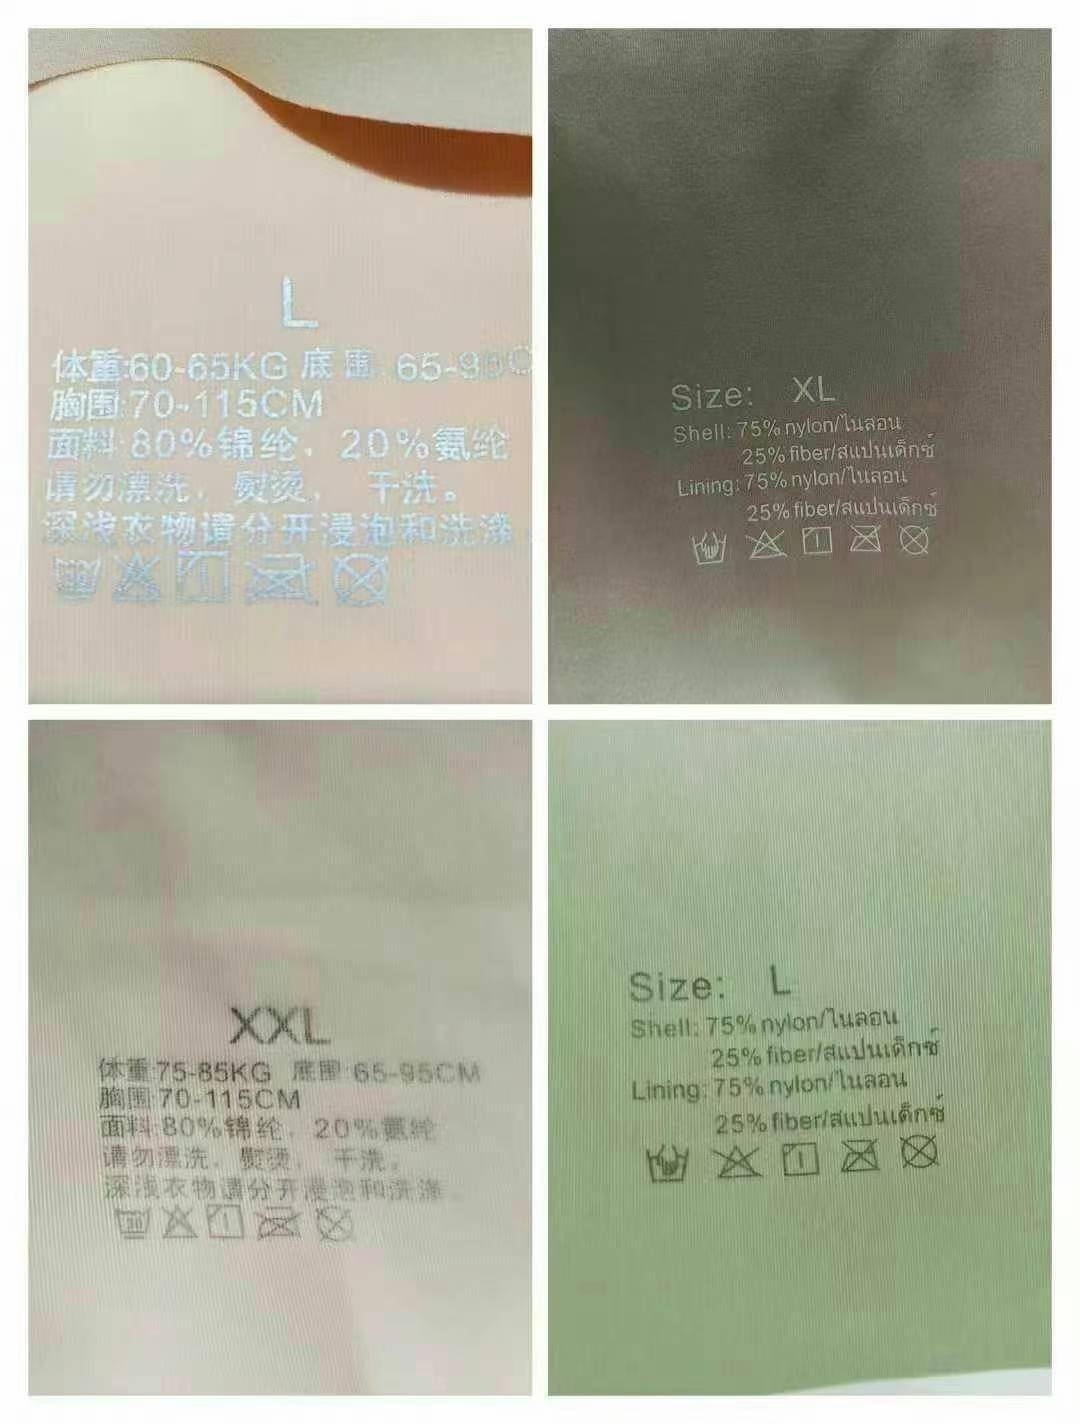 L
体重:60-65KG 底围: 65-95C
胸围:70-115CM
面料:80%锦纶, 20%氨纶
请勿漂洗, 熨烫, 干洗。
深浅衣物请分开浸泡和洗涤
30
Size: XL
Shell: 75% nylon/ไนลอน
25% fiber/สแปนเด็กซ์
Lining: 75% nylon/ไนลอน
25% fiber/สแปนเด็กซ์
XXL
体重:75-85KG 底围:65-95CM
胸围:70-115CM
面料:80%锦纶, 20%氨纶
请勿漂洗, 熨烫, 干洗。
深浅衣物请分开浸泡和洗涤.
30
Size: L
Shell: 75% nylon/ไนลอน
25% fiber/สแปนเด็กซ์
Lining: 75% nylon/ไนลอน
25% fiber/สแปนเด็กซ์